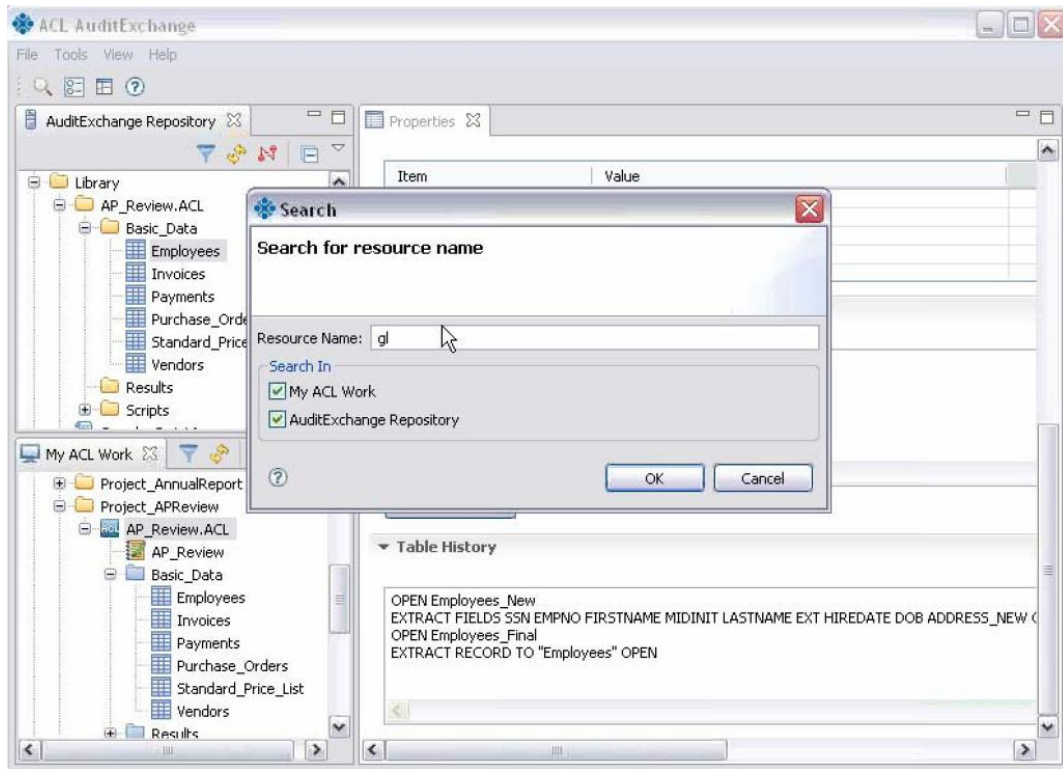 ACL AuditExchange
File Tools View Help
AuditExchange Repository
Library
AP_Review.ACL
Basic_Data
Employees
Invoices
Payments
Purchase_Orde
Standard_Price
Vendors
Results
Scripts
Properties
Item Value
Search
Search for resource name
Resource Name: gl
Search In
My ACL Work
AuditExchange Repository
OK Cancel
My ACL Work
Project_AnnualReport
Project_APReview
AP_Review.ACL
AP_Review
Basic_Data
Employees
Invoices
Payments
Purchase_Orders
Standard_Price_List
Vendors
Results
Table History
OPEN Employees_New
EXTRACT FIELDS SSN EMPNO FIRSTNAME MIDINIT LASTNAME EXT HIREDATE DOB ADDRESS_NEW
OPEN Employees_Final
EXTRACT RECORD TO "Employees" OPEN